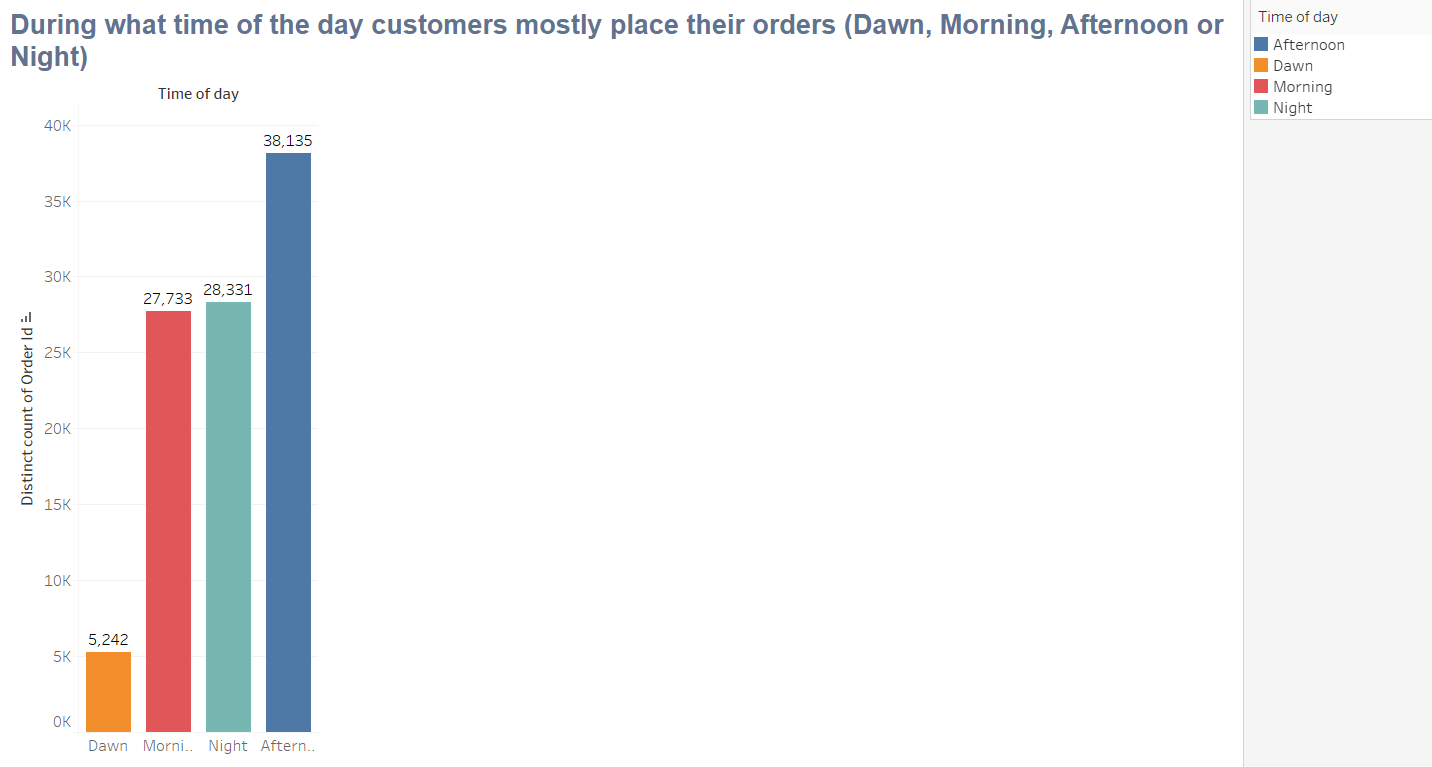 During what time of the day customers mostly place their orders (Dawn, Morning, Afternoon or
Night)
Time of day
40K
35K
30K
25K
20K
15K
10K
5K
0K
Distinct count of Order Id
5,242
27,733
28,331
38,135
Dawn
Morni..
Night
Aftern..
Time of day
Afternoon
Dawn
Morning
Night